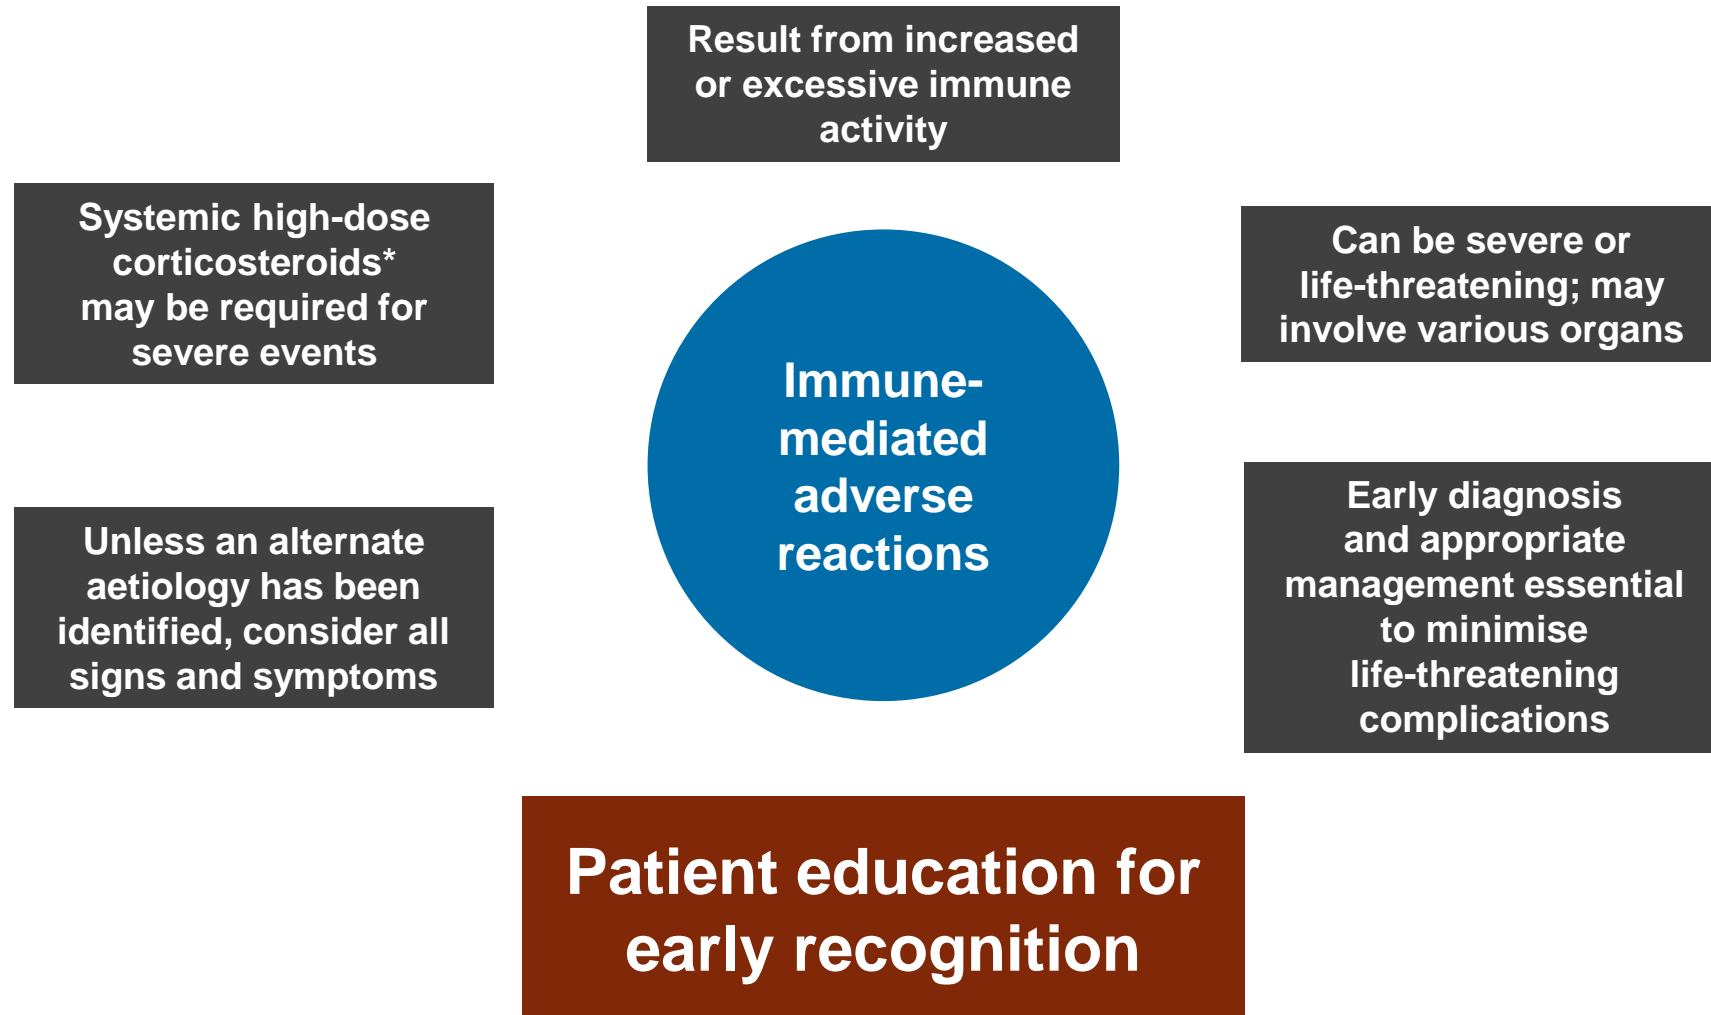 Result from increased
or excessive immune
activity
Systemic high-dose
corticosteroids*
may be required for
severe events
Can be severe or
life-threatening; may
involve various organs
Immune-
mediated
adverse
reactions
Unless an alternate
aetiology has been
identified, consider all
signs and symptoms
Early diagnosis
and appropriate
management essential
to minimise
life-threatening
complications
Patient education for
early recognition